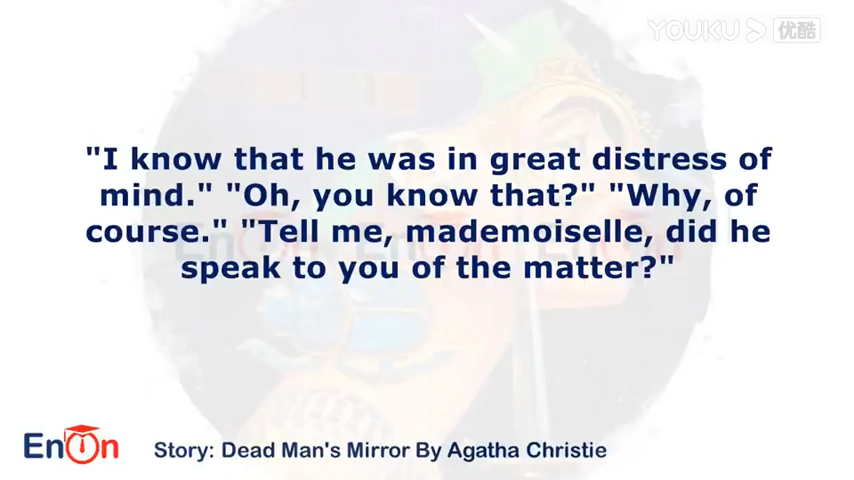 YOUKU 优酷
"I know that he was in great distress of
mind." "Oh, you know that?" "Why, of
course." "Tell me, mademoiselle, did he
speak to you of the matter?"
EnOn
Story: Dead Man's Mirror By Agatha Christie